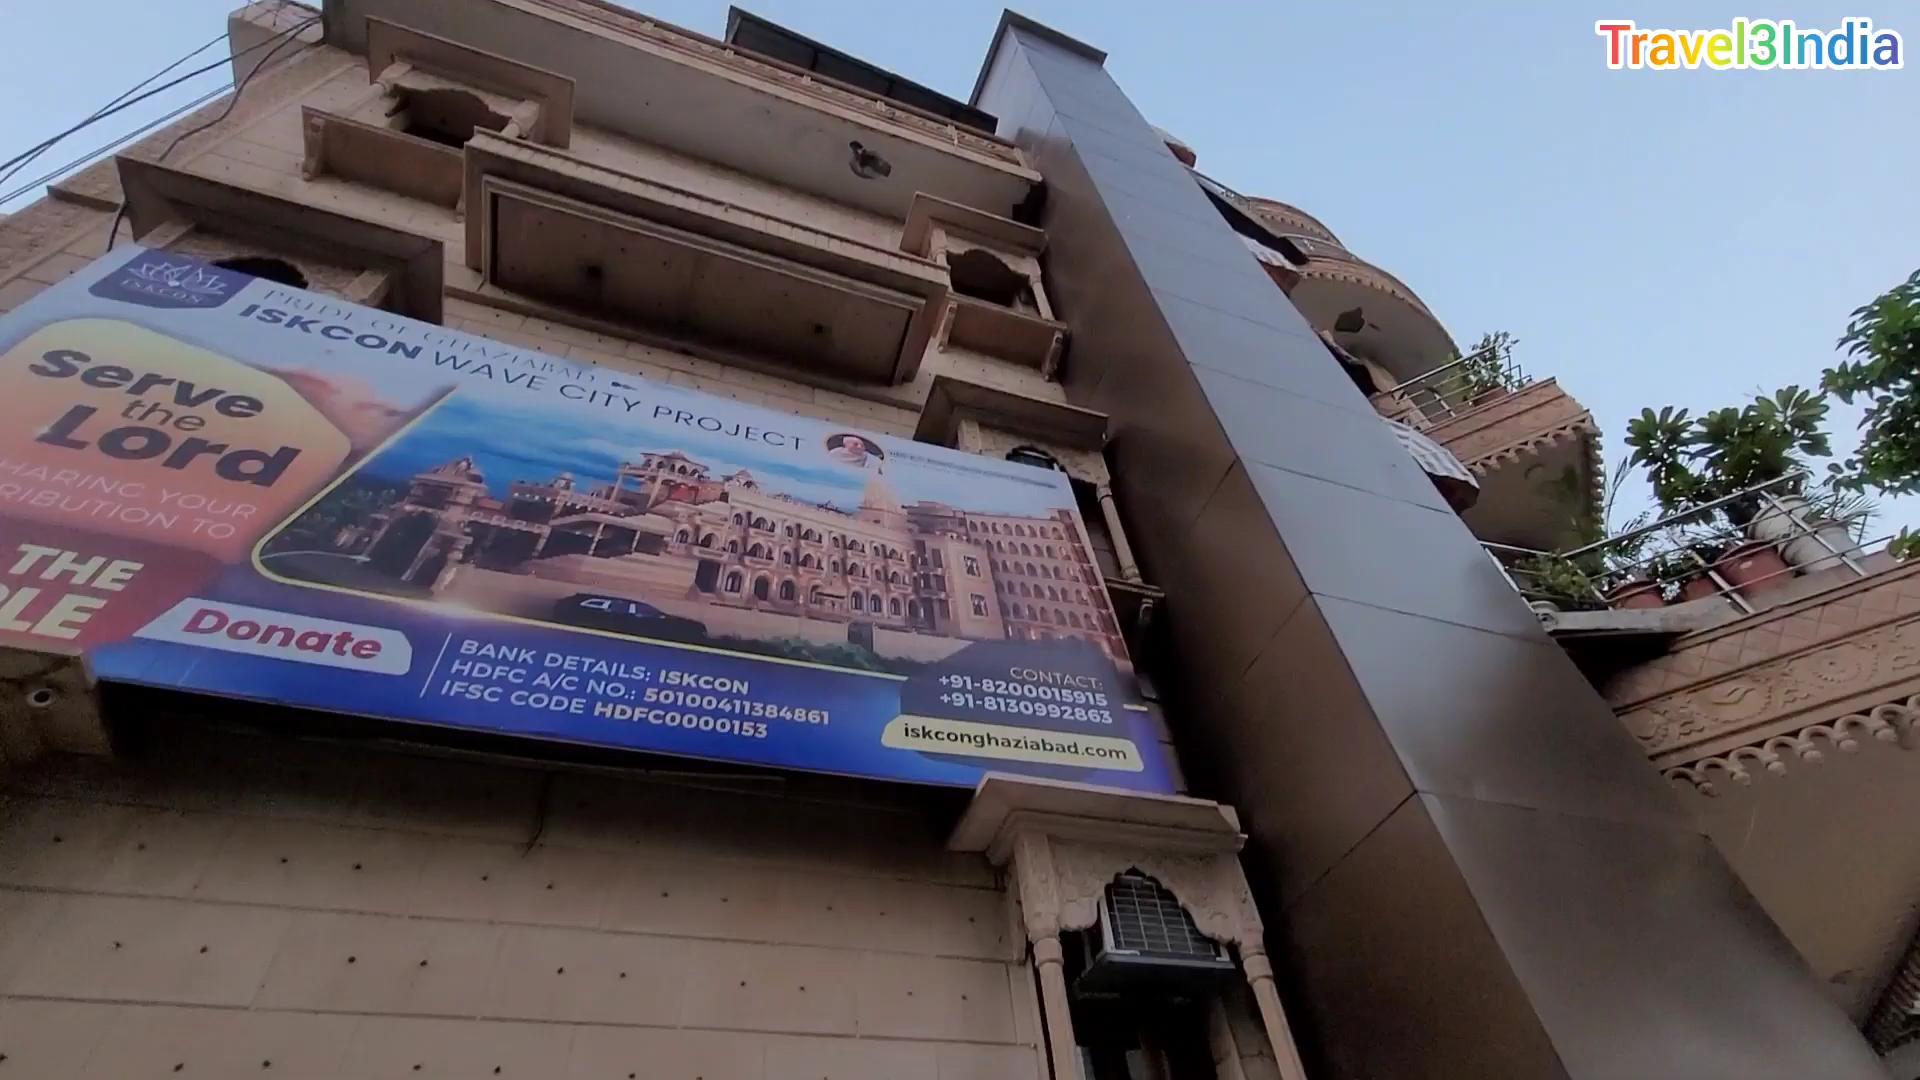 Travel3India
ISKCON
PRIDE OF GHAZIABAD
ISKCON WAVE CITY PROJECT
Serve
the
Lord
HARING YOUR
RIBUTION TO
THE
PLE
Donate
BANK DETAILS: ISKCON
HDFC A/C NO.: 50100411384861
IFSC CODE HDFC0000153
CONTACT:
+91-8200015915
+91-8130992863
iskconghaziabad.com